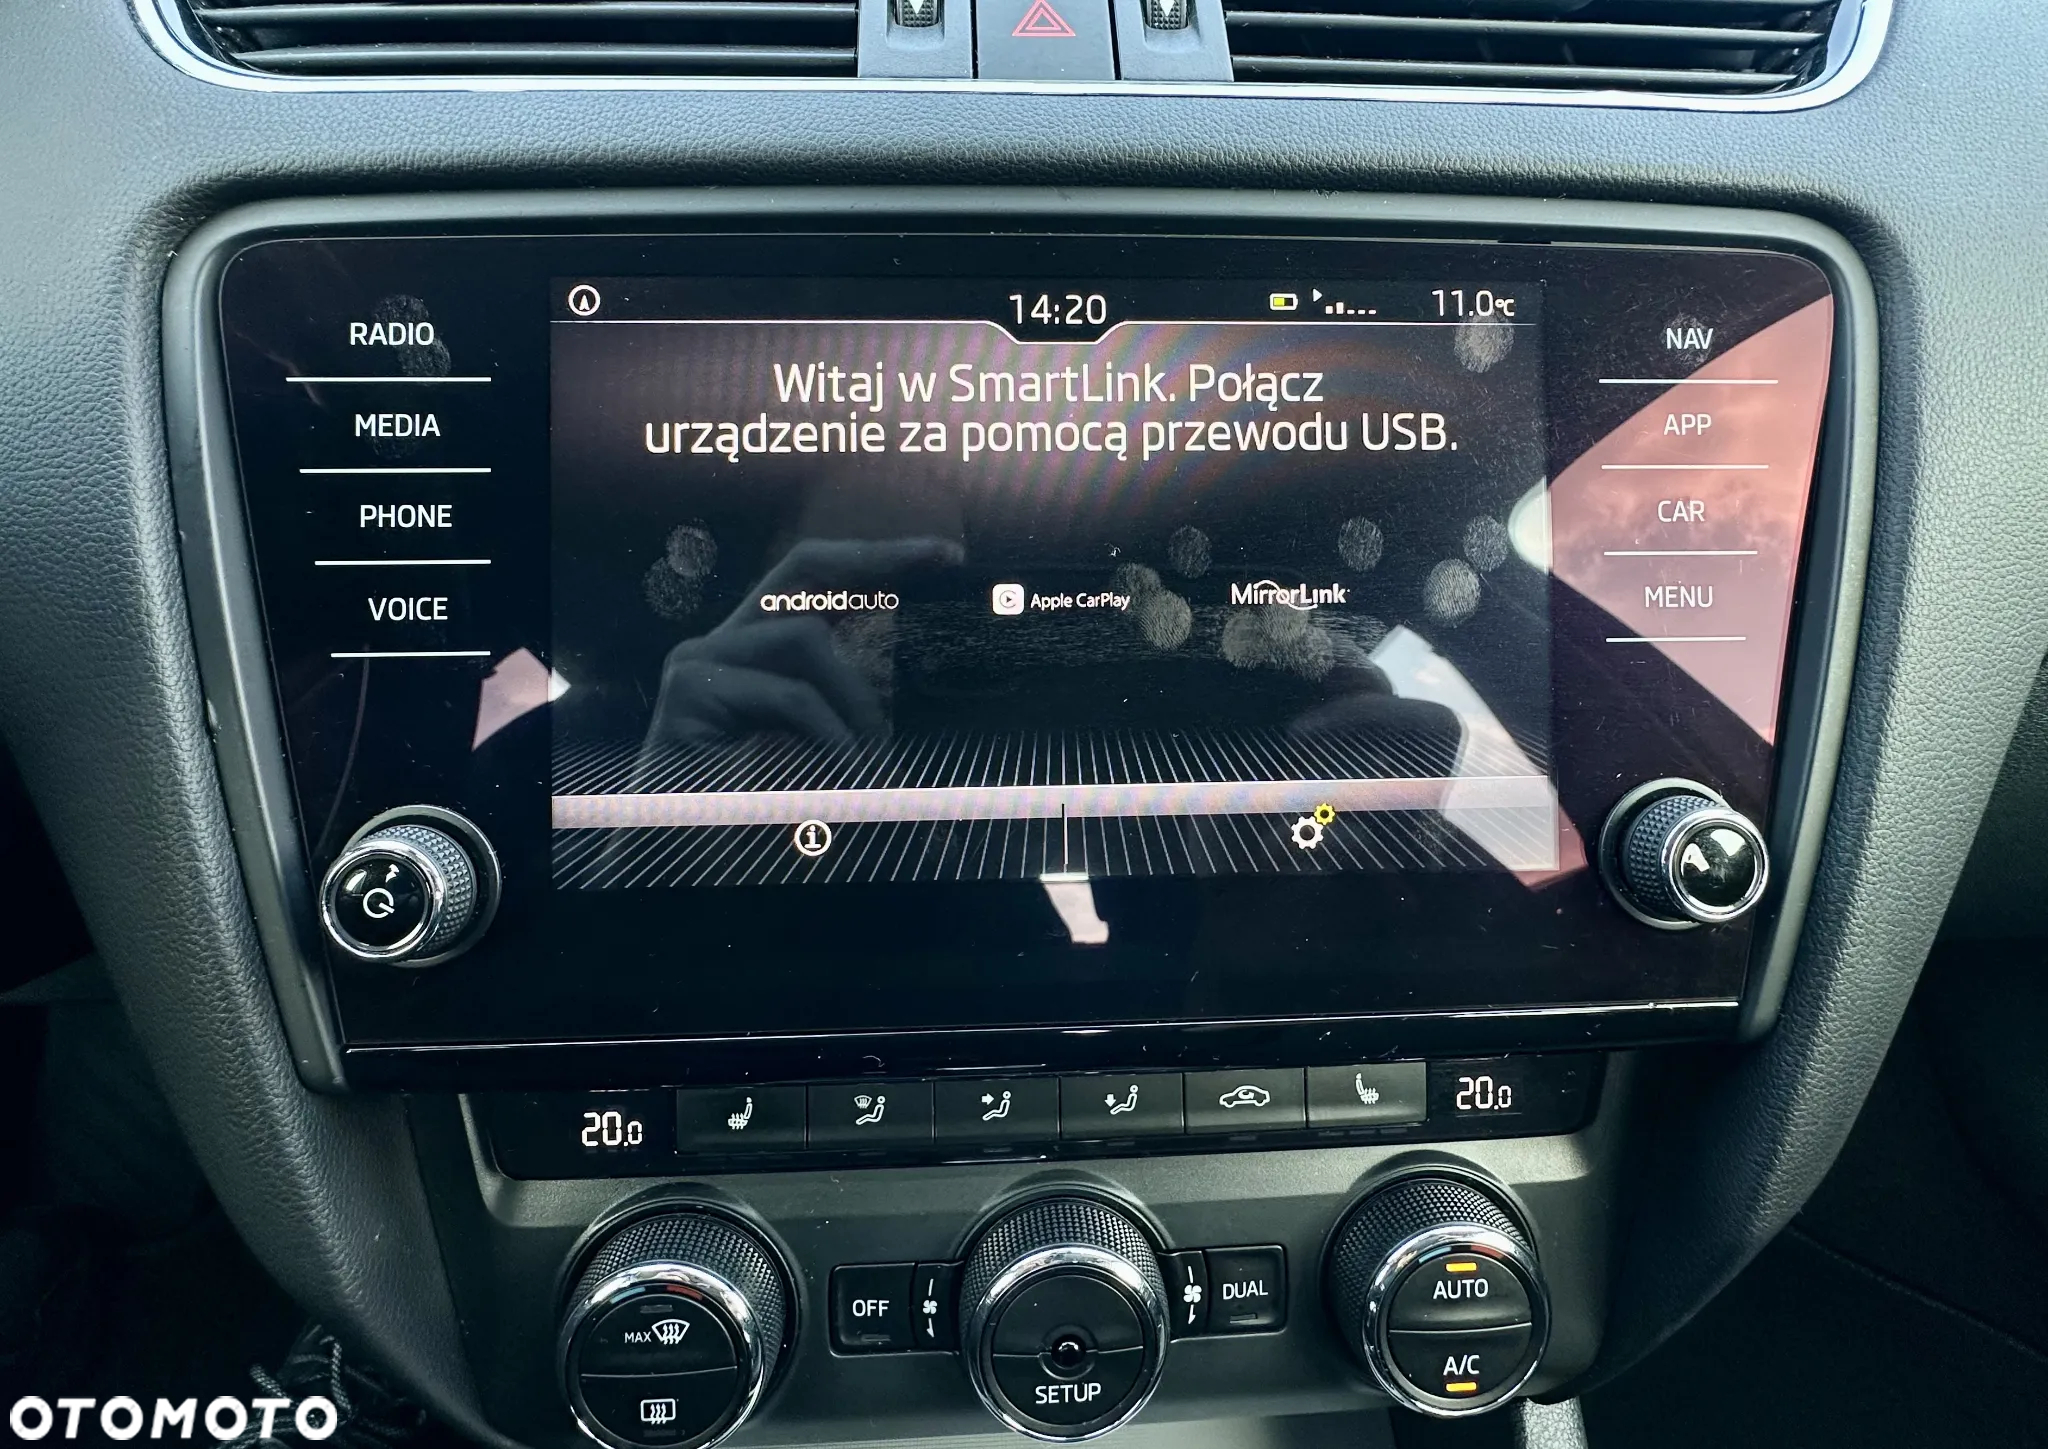 14:20
11.0°C
RADIO
MEDIA
PHONE
VOICE
NAV
APP
CAR
MENU
Witaj w SmartLink. Połącz
urządzenie za pomocą przewodu USB.
androidauto
Apple CarPlay
MirrorLink
20.0
20.0
MAX
OFF
SETUP
DUAL
AUTO
A/C
OTOMOTO